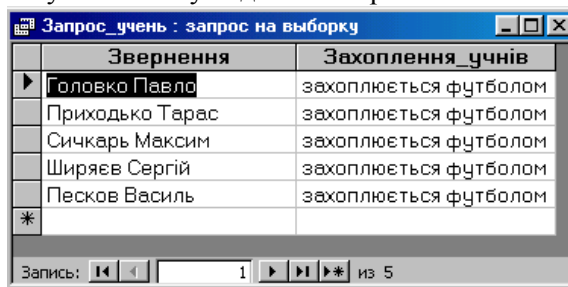 Запрос_учень : запрос на выборку
Звернення Захоплення_учнів
Головко Павло захоплюється футболом
Приходько Тарас захоплюється футболом
Сичкарь Максим захоплюється футболом
Ширяєв Сергій захоплюється футболом
Песков Василь захоплюється футболом
Запись: 1 из 5